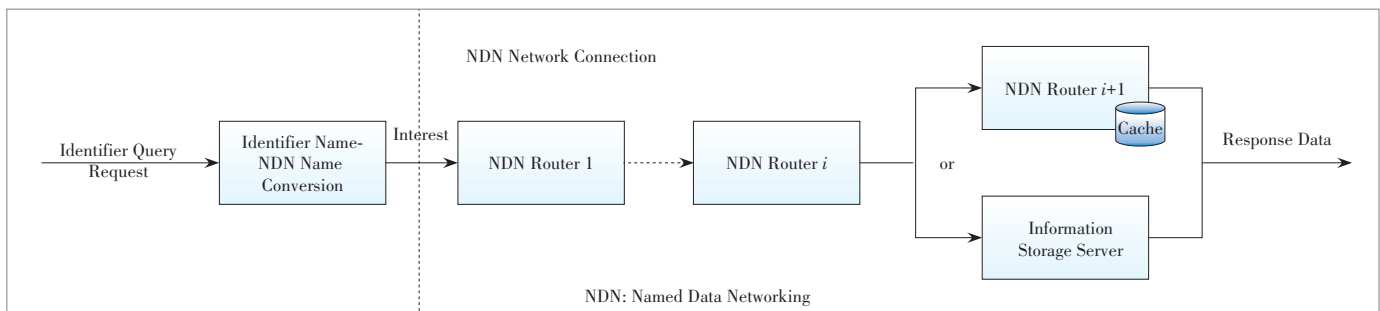 NDN Network Connection
Identifier Query
Request
Identifier Name-
NDN Name
Conversion
Interest
NDN Router 1
NDN Router i
or
NDN Router i+1
Cache
Information
Storage Server
Response Data
NDN: Named Data Networking